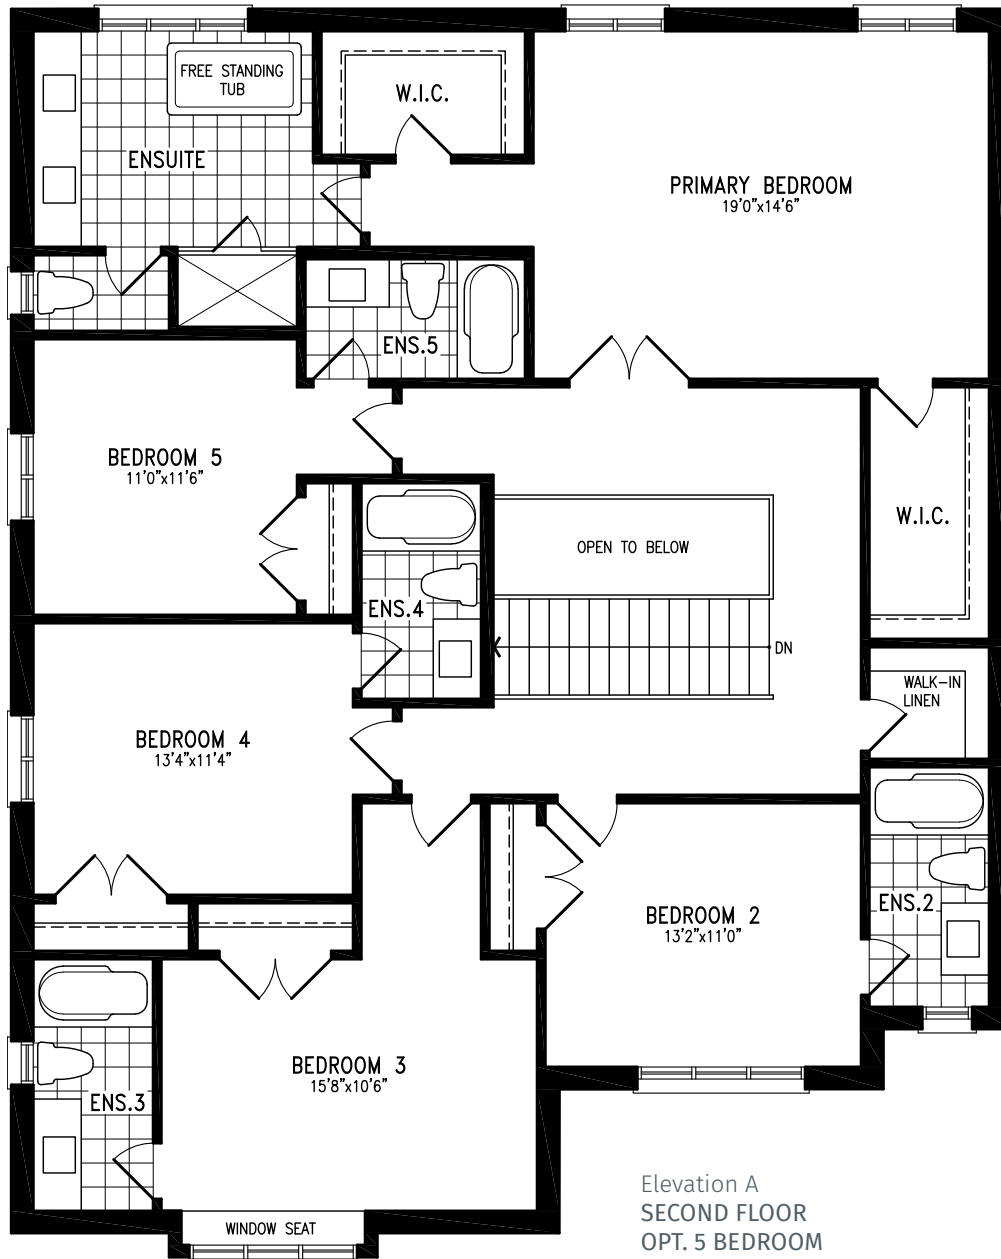 FREE STANDING
TUB
W.I.C.
ENSUITE
PRIMARY BEDROOM
19'0"x14'6"
ENS.5
BEDROOM 5
11'0"x11'6"
W.I.C.
OPEN TO BELOW
ENS.4
DN
WALK-IN
LINEN
BEDROOM 4
13'4"x11'4"
ENS.2
BEDROOM 2
13'2"x11'0"
BEDROOM 3
15'8"x10'6"
ENS.3
WINDOW SEAT
Elevation A
SECOND FLOOR
OPT. 5 BEDROOM